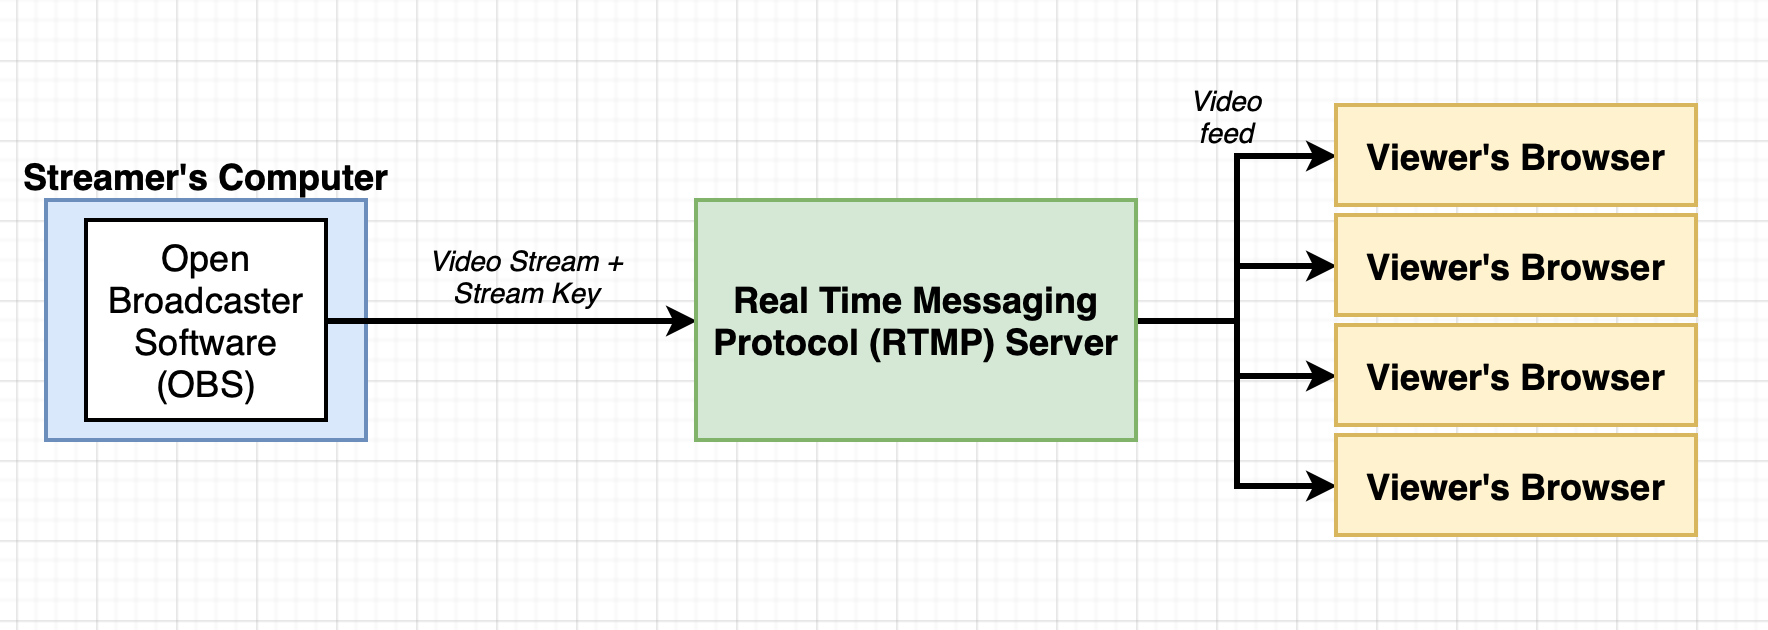 Streamer's Computer
Open
Broadcaster
Software
(OBS)
Video Stream +
Stream Key
Real Time Messaging
Protocol (RTMP) Server
Video
feed
Viewer's Browser
Viewer's Browser
Viewer's Browser
Viewer's Browser